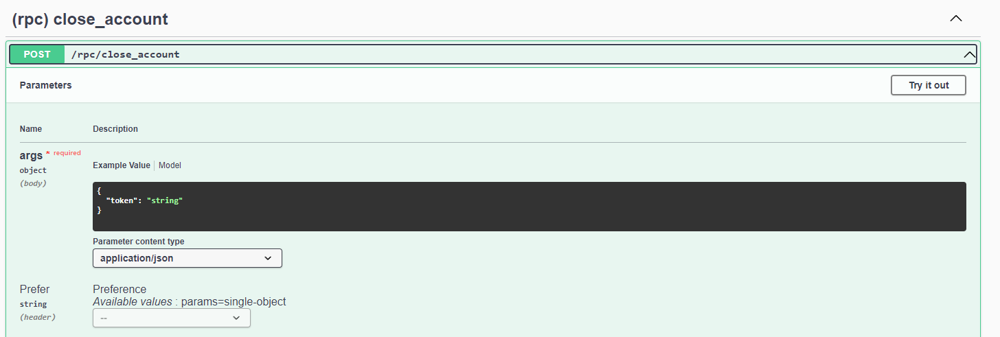 (rpc) close_account
POST /rpc/close_account
Parameters
Try it out
Name Description
args * required
object
(body)
Example Value Model
{
"token": "string"
}
Parameter content type
application/json
Prefer
string
(header)
Preference
Available values : params=single-object
--